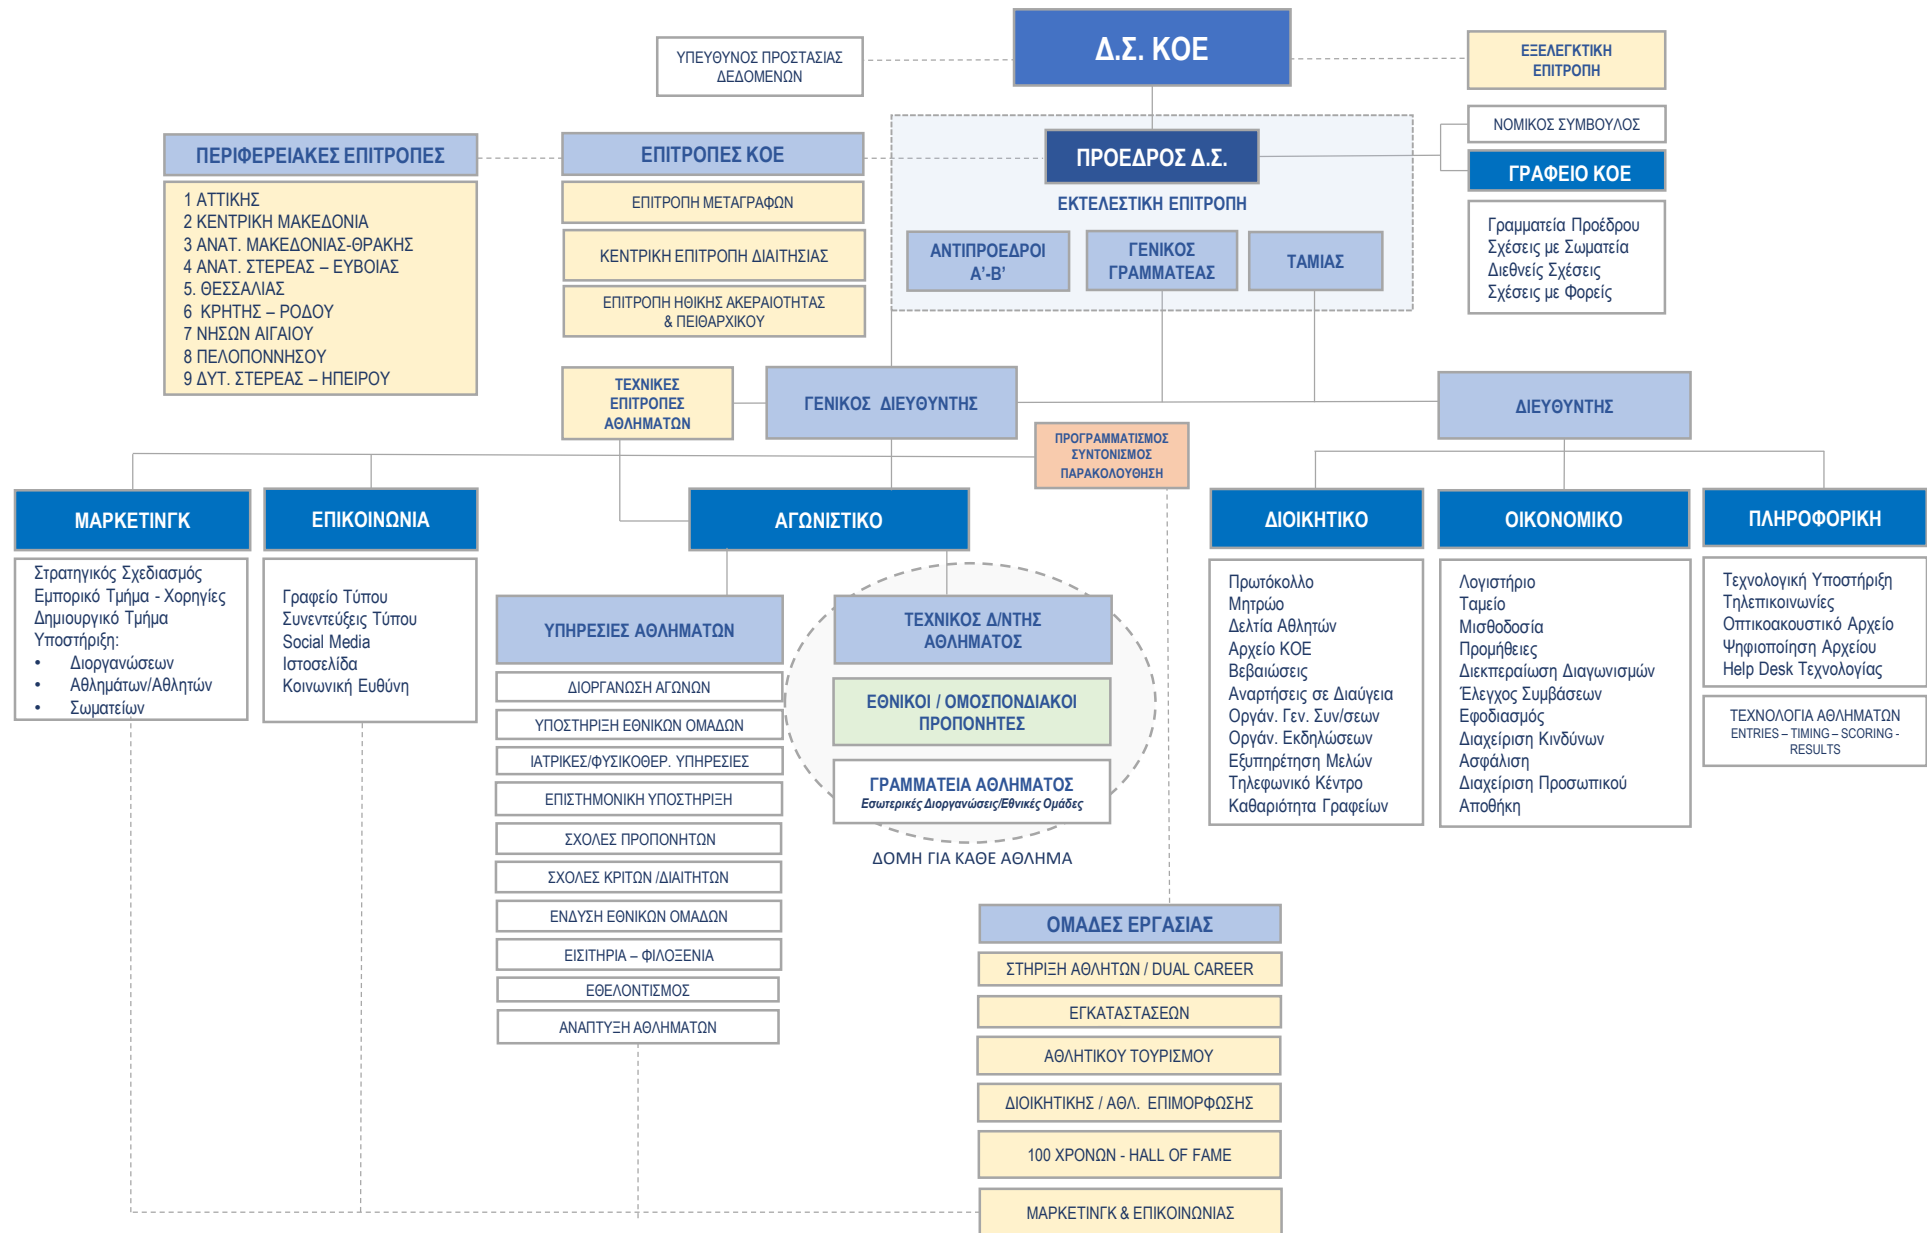 Δ.Σ. ΚΟΕ
ΥΠΕΥΘΥΝΟΣ ΠΡΟΣΤΑΣΙΑΣ
ΔΕΔΟΜΕΝΩΝ
ΕΞΕΛΕΓΚΤΙΚΗ
ΕΠΙΤΡΟΠΗ
ΝΟΜΙΚΟΣ ΣΥΜΒΟΥΛΟΣ
ΠΕΡΙΦΕΡΕΙΑΚΕΣ ΕΠΙΤΡΟΠΕΣ
ΕΠΙΤΡΟΠΕΣ ΚΟΕ
ΠΡΟΕΔΡΟΣ Δ.Σ.
ΓΡΑΦΕΙΟ ΚΟΕ
1 ΑΤΤΙΚΗΣ
2 ΚΕΝΤΡΙΚΗ ΜΑΚΕΔΟΝΙΑ
3 ΑΝΑΤ. ΜΑΚΕΔΟΝΙΑΣ-ΘΡΑΚΗΣ
4 ΑΝΑΤ. ΣΤΕΡΕΑΣ – ΕΥΒΟΙΑΣ
5. ΘΕΣΣΑΛΙΑΣ
6 ΚΡΗΤΗΣ – ΡΟΔΟΥ
7 ΝΗΣΩΝ ΑΙΓΑΙΟΥ
8 ΠΕΛΟΠΟΝΝΗΣΟΥ
9 ΔΥΤ. ΣΤΕΡΕΑΣ – ΗΠΕΙΡΟΥ
ΕΠΙΤΡΟΠΗ ΜΕΤΑΓΡΑΦΩΝ
ΚΕΝΤΡΙΚΗ ΕΠΙΤΡΟΠΗ ΔΙΑΙΤΗΣΙΑΣ
ΕΠΙΤΡΟΠΗ ΗΘΙΚΗΣ ΑΚΕΡΑΙΟΤΗΤΑΣ
& ΠΕΙΘΑΡΧΙΚΟΥ
ΕΚΤΕΛΕΣΤΙΚΗ ΕΠΙΤΡΟΠΗ
ΑΝΤΙΠΡΟΕΔΡΟΙ
Α’-Β’
ΓΕΝΙΚΟΣ
ΓΡΑΜΜΑΤΕΑΣ
ΤΑΜΙΑΣ
Γραμματεία Προέδρου
Σχέσεις με Σωματεία
Διεθνείς Σχέσεις
Σχέσεις με Φορείς
ΤΕΧΝΙΚΕΣ
ΕΠΙΤΡΟΠΕΣ
ΑΘΛΗΜΑΤΩΝ
ΓΕΝΙΚΟΣ ΔΙΕΥΘΥΝΤΗΣ
ΔΙΕΥΘΥΝΤΗΣ
ΠΡΟΓΡΑΜΜΑΤΙΣΜΟΣ
ΣΥΝΤΟΝΙΣΜΟΣ
ΠΑΡΑΚΟΛΟΥΘΗΣΗ
ΜΑΡΚΕΤΙΝΓΚ
ΕΠΙΚΟΙΝΩΝΙΑ
ΑΓΩΝΙΣΤΙΚΟ
ΔΙΟΙΚΗΤΙΚΟ
ΟΙΚΟΝΟΜΙΚΟ
ΠΛΗΡΟΦΟΡΙΚΗ
Στρατηγικός Σχεδιασμός
Εμπορικό Τμήμα - Χορηγίες
Δημιουργικό Τμήμα
Υποστήριξη:
• Διοργανώσεων
• Αθλημάτων/Αθλητών
• Σωματείων
Γραφείο Τύπου
Συνεντεύξεις Τύπου
Social Media
Ιστοσελίδα
Κοινωνική Ευθύνη
ΥΠΗΡΕΣΙΕΣ ΑΘΛΗΜΑΤΩΝ
ΔΙΟΡΓΑΝΩΣΗ ΑΓΩΝΩΝ
ΥΠΟΣΤΗΡΙΞΗ ΕΘΝΙΚΩΝ ΟΜΑΔΩΝ
ΙΑΤΡΙΚΕΣ/ΦΥΣΙΚΟΘΕΡ. ΥΠΗΡΕΣΙΕΣ
ΕΠΙΣΤΗΜΟΝΙΚΗ ΥΠΟΣΤΗΡΙΞΗ
ΣΧΟΛΕΣ ΠΡΟΠΟΝΗΤΩΝ
ΣΧΟΛΕΣ ΚΡΙΤΩΝ /ΔΙΑΙΤΗΤΩΝ
ΕΝΔΥΣΗ ΕΘΝΙΚΩΝ ΟΜΑΔΩΝ
ΕΙΣΙΤΗΡΙΑ – ΦΙΛΟΞΕΝΙΑ
ΕΘΕΛΟΝΤΙΣΜΟΣ
ΑΝΑΠΤΥΞΗ ΑΘΛΗΜΑΤΩΝ
ΤΕΧΝΙΚΟΣ Δ/ΝΤΗΣ
ΑΘΛΗΜΑΤΟΣ
ΕΘΝΙΚΟΙ / ΟΜΟΣΠΟΝΔΙΑΚΟΙ
ΠΡΟΠΟΝΗΤΕΣ
ΓΡΑΜΜΑΤΕΙΑ ΑΘΛΗΜΑΤΟΣ
Εσωτερικές Διοργανώσεις/Εθνικές Ομάδες
ΔΟΜΗ ΓΙΑ ΚΑΘΕ ΑΘΛΗΜΑ
Πρωτόκολλο
Μητρώο
Δελτία Αθλητών
Αρχείο ΚΟΕ
Βεβαιώσεις
Αναρτήσεις σε Διαύγεια
Οργάν. Γεν. Συν/σεων
Οργάν. Εκδηλώσεων
Εξυπηρέτηση Μελών
Τηλεφωνικό Κέντρο
Καθαριότητα Γραφείων
Λογιστήριο
Ταμείο
Μισθοδοσία
Προμήθειες
Διεκπεραίωση Διαγωνισμών
Έλεγχος Συμβάσεων
Εφοδιασμός
Διαχείριση Κινδύνων
Ασφάλιση
Διαχείριση Προσωπικού
Αποθήκη
Τεχνολογική Υποστήριξη
Τηλεπικοινωνίες
Οπτικοακουστικό Αρχείο
Ψηφιοποίηση Αρχείου
Help Desk Τεχνολογίας
ΤΕΧΝΟΛΟΓΙΑ ΑΘΛΗΜΑΤΩΝ
ENTRIES – TIMING – SCORING -
RESULTS
ΟΜΑΔΕΣ ΕΡΓΑΣΙΑΣ
ΣΤΗΡΙΞΗ ΑΘΛΗΤΩΝ / DUAL CAREER
ΕΓΚΑΤΑΣΤΑΣΕΩΝ
ΑΘΛΗΤΙΚΟΥ ΤΟΥΡΙΣΜΟΥ
ΔΙΟΙΚΗΤΙΚΗΣ / ΑΘΛ. ΕΠΙΜΟΡΦΩΣΗΣ
100 ΧΡΟΝΩΝ - HALL OF FAME
ΜΑΡΚΕΤΙΝΓΚ & ΕΠΙΚΟΙΝΩΝΙΑΣ